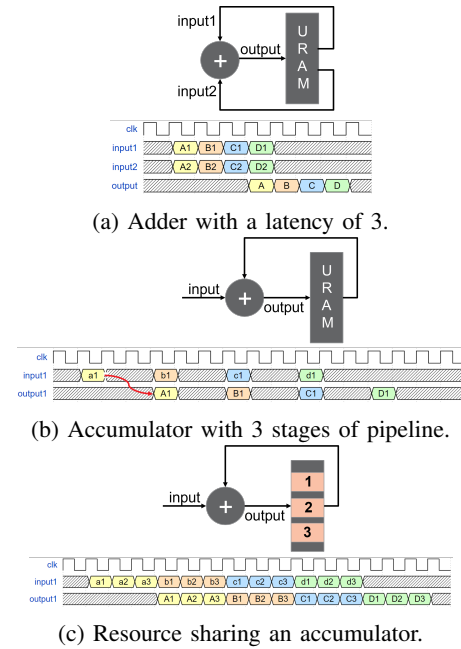 input1
output
input2
+
U
R
A
M
clk
input1 A1 B1 C1 D1
input2 A2 B2 C2 D2
output A B C D
(a) Adder with a latency of 3.
input
+
output
U
R
A
M
clk
input1 a1 b1 c1 d1
output1 A1 B1 C1 D1
(b) Accumulator with 3 stages of pipeline.
input
+
output
1
2
3
clk
input1 a1 a2 a3 b1 b2 b3 c1 c2 c3 d1 d2 d3
output1 A1 A2 A3 B1 B2 B3 C1 C2 C3 D1 D2 D3
(c) Resource sharing an accumulator.